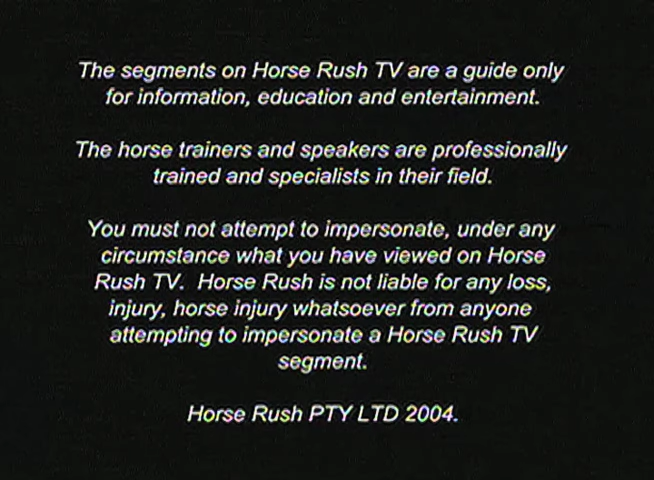 The segments on Horse Rush TV are a guide only
for information, education and entertainment.
The horse trainers and speakers are professionally
trained and specialists in their field.
You must not attempt to impersonate, under any
circumstance what you have viewed on Horse
Rush TV. Horse Rush is not liable for any loss,
injury, horse injury whatsoever from anyone
attempting to impersonate a Horse Rush TV
segment.
Horse Rush PTY LTD 2004.